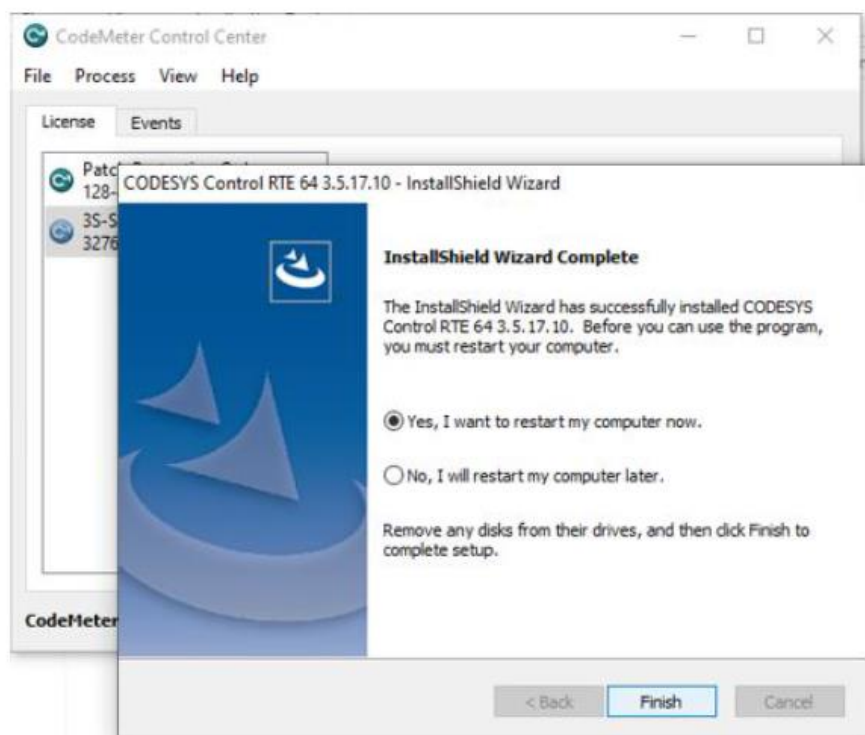 CodeMeter Control Center
File Process View Help
License Events
128-
3S-S
3276
CODESYS Control RTE 64 3.5.17.10 - InstallShield Wizard
InstallShield Wizard Complete
The InstallShield Wizard has successfully installed CODESYS
Control RTE 64 3.5.17.10. Before you can use the program,
you must restart your computer.
Yes, I want to restart my computer now.
No, I will restart my computer later.
Remove any disks from their drives, and then click Finish to
complete setup.
CodeMeter
< Back Finish Cancel